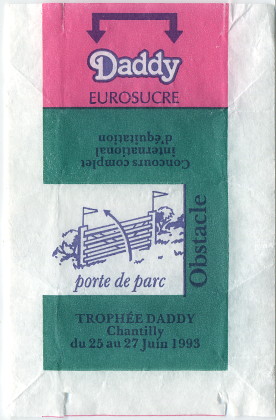 Daddy
EUROSUCRE
Concours complet
international
d'équitation
Obstacle
porte de parc
TROPHÉE DADDY
Chantilly
du 25 au 27 Juin 1993